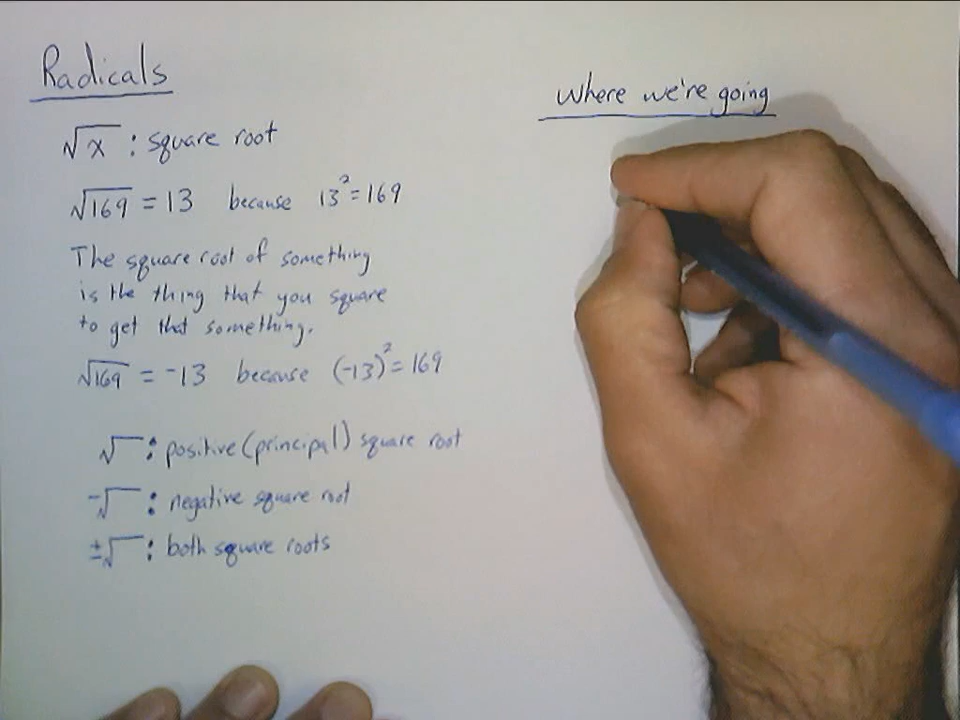 Radicals
√x : square root
√169 = 13 because 13² = 169
The square root of something
is the thing that you square
to get that something.
√169 = -13 because (-13)² = 169
√ : positive (principal) square root
-√ : negative square root
±√ : both square roots
Where we're going